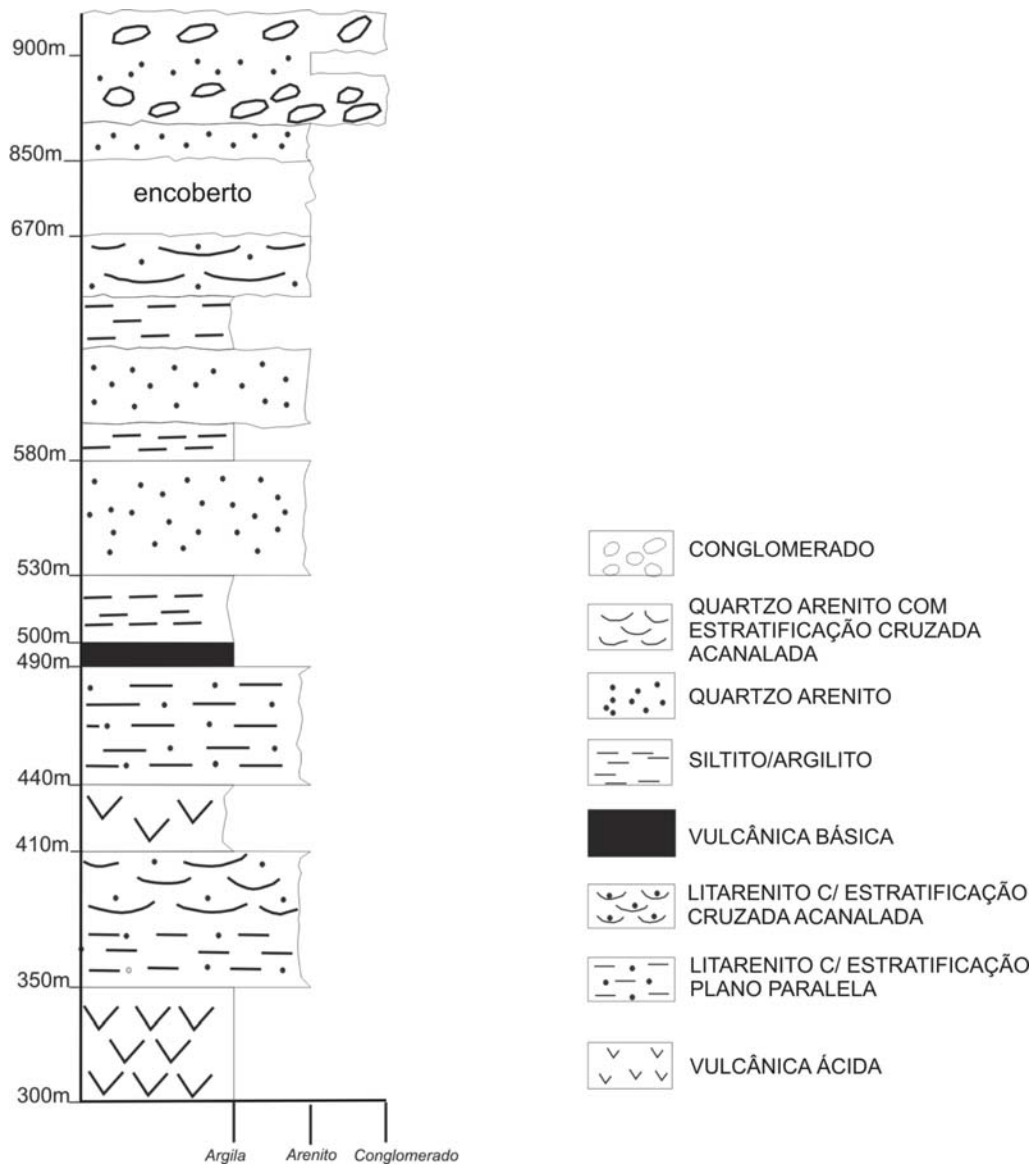 900m
850m
encoberto
670m
580m
530m
500m
490m
440m
410m
350m
300m
Argila
Arenito
Conglomerado
CONGLOMERADO
QUARTZO ARENITO COM
ESTRATIFICAÇÃO CRUZADA
ACANALADA
QUARTZO ARENITO
SILTITO/ARGILITO
VULCÂNICA BÁSICA
LITARENITO C/ ESTRATIFICAÇÃO
CRUZADA ACANALADA
LITARENITO C/ ESTRATIFICAÇÃO
PLANO PARALELA
VULCÂNICA ÁCIDA